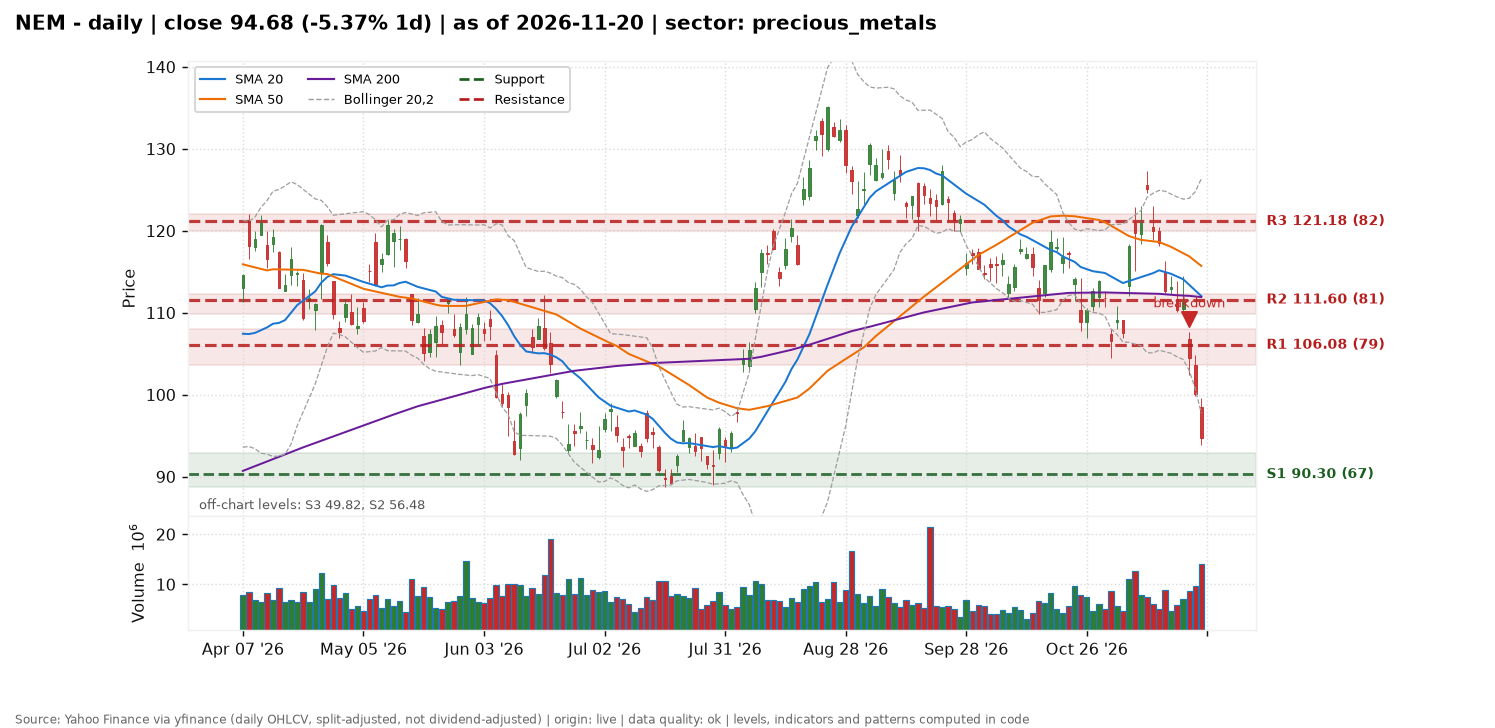 NEM - daily | close 94.68 (-5.37% 1d) | as of 2026-11-20 | sector: precious_metals
SMA 20
SMA 50
SMA 200
Bollinger 20,2
Support
Resistance
Price
140
130
120
110
100
90
R3 121.18 (82)
R2 111.60 (81)
breakdown
R1 106.08 (79)
S1 90.30 (67)
off-chart levels: S3 49.82, S2 56.48
Volume 10^6
20
10
Apr 07 '26
May 05 '26
Jun 03 '26
Jul 02 '26
Jul 31 '26
Aug 28 '26
Sep 28 '26
Oct 26 '26
Source: Yahoo Finance via yfinance (daily OHLCV, split-adjusted, not dividend-adjusted) | origin: live | data quality: ok | levels, indicators and patterns computed in code